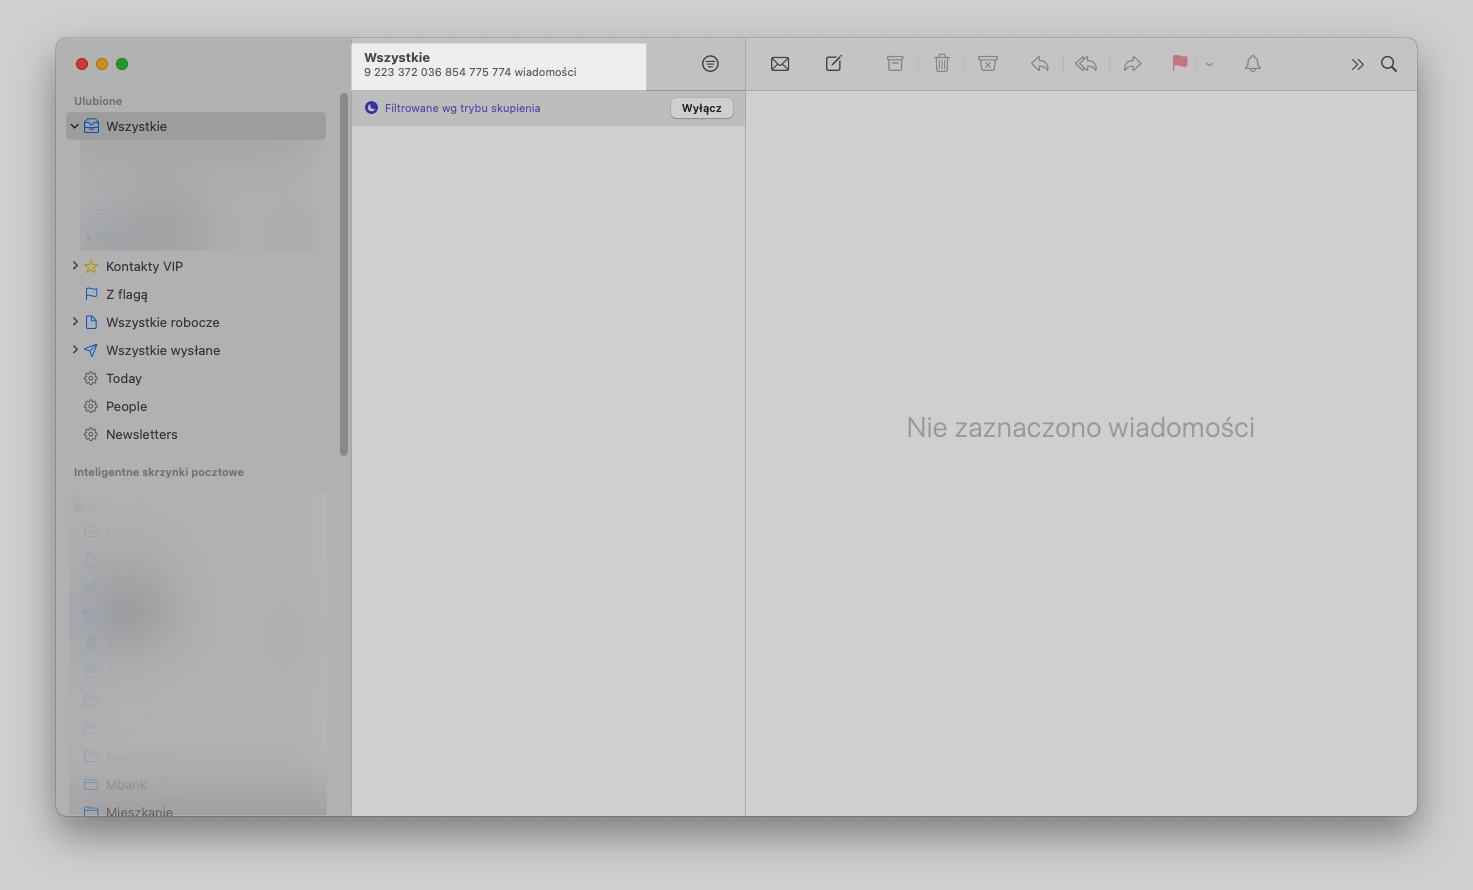 Wszystkie
9 223 372 036 854 775 774 wiadomości
Filtrowane wg trybu skupienia
Wyłącz
Ulubione
Wszystkie
Kontakty VIP
Z flagą
Wszystkie robocze
Wszystkie wysłane
Today
People
Newsletters
Inteligentne skrzynki pocztowe
Mbank
Mieszkanie
Nie zaznaczono wiadomości